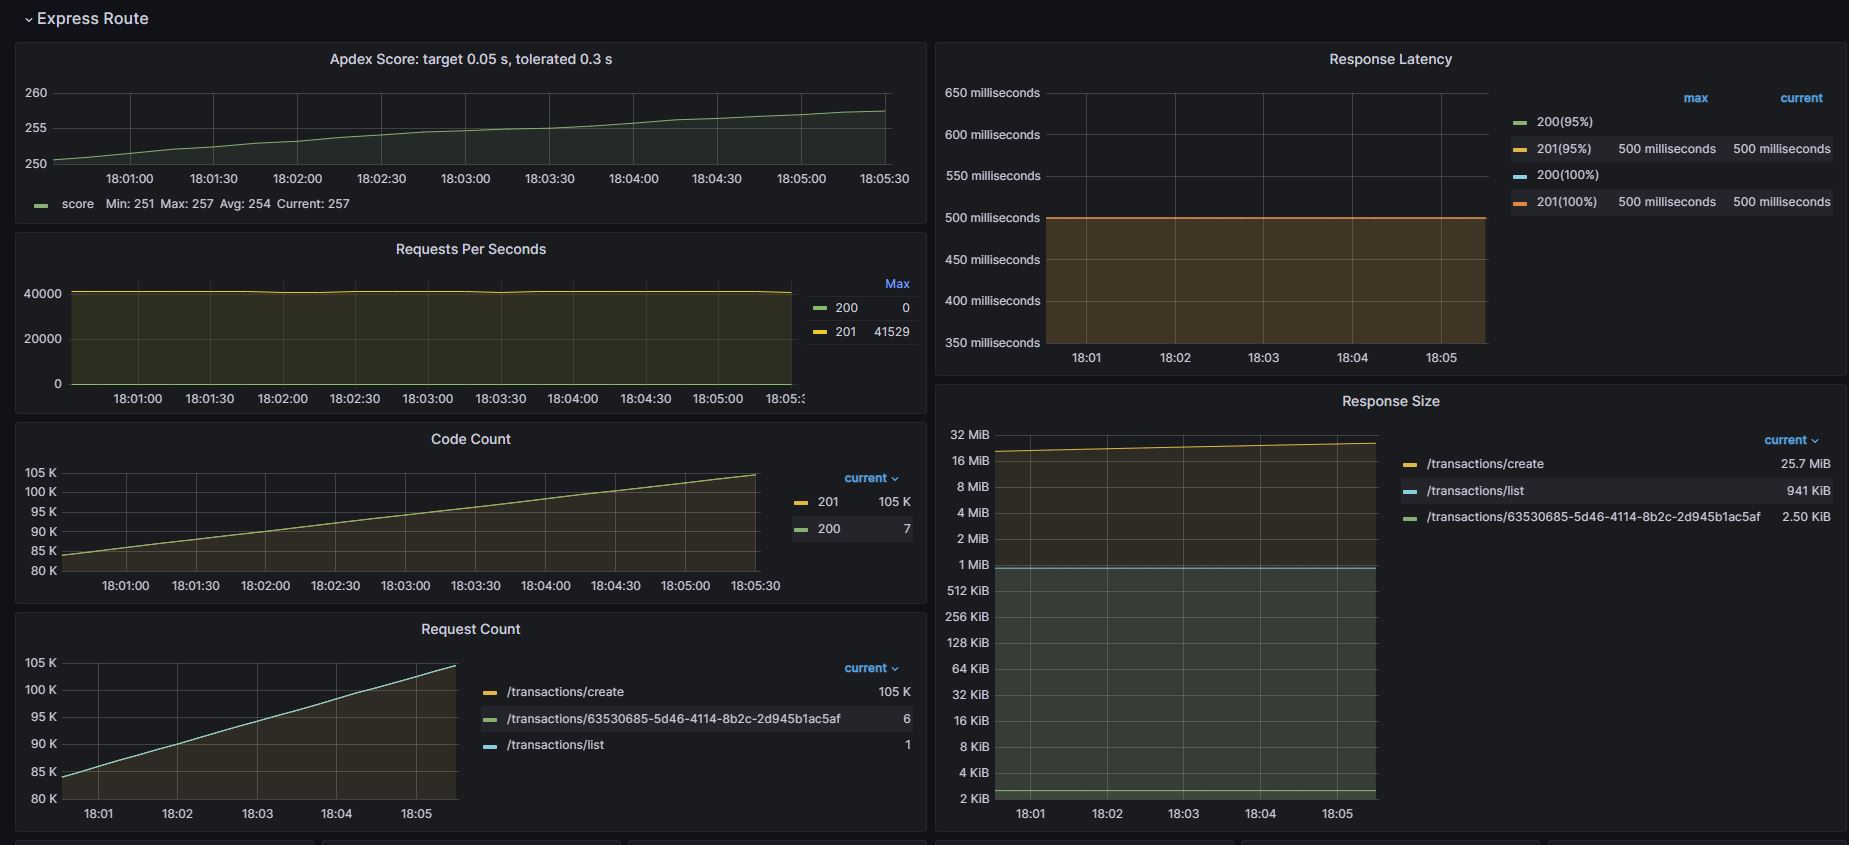 Express Route
Apdex Score: target 0.05 s, tolerated 0.3 s
260
255
250
18:01:00 18:01:30 18:02:00 18:02:30 18:03:00 18:03:30 18:04:00 18:04:30 18:05:00 18:05:30
score Min: 251 Max: 257 Avg: 254 Current: 257
Requests Per Seconds
40000
20000
0
18:01:00 18:01:30 18:02:00 18:02:30 18:03:00 18:03:30 18:04:00 18:04:30 18:05:00 18:05:3
Max
200 0
201 41529
Code Count
105 K
100 K
95 K
90 K
85 K
80 K
18:01:00 18:01:30 18:02:00 18:02:30 18:03:00 18:03:30 18:04:00 18:04:30 18:05:00 18:05:30
current
201 105 K
200 7
Request Count
105 K
100 K
95 K
90 K
85 K
80 K
18:01 18:02 18:03 18:04 18:05
current
/transactions/create 105 K
/transactions/63530685-5d46-4114-8b2c-2d945b1ac5af 6
/transactions/list 1
Response Latency
650 milliseconds
600 milliseconds
550 milliseconds
500 milliseconds
450 milliseconds
400 milliseconds
350 milliseconds
18:01 18:02 18:03 18:04 18:05
max current
200(95%)
201(95%) 500 milliseconds 500 milliseconds
200(100%)
201(100%) 500 milliseconds 500 milliseconds
Response Size
32 MiB
16 MiB
8 MiB
4 MiB
2 MiB
1 MiB
512 KiB
256 KiB
128 KiB
64 KiB
32 KiB
16 KiB
8 KiB
4 KiB
2 KiB
18:01 18:02 18:03 18:04 18:05
current
/transactions/create 25.7 MiB
/transactions/list 941 KiB
/transactions/63530685-5d46-4114-8b2c-2d945b1ac5af 2.50 KiB